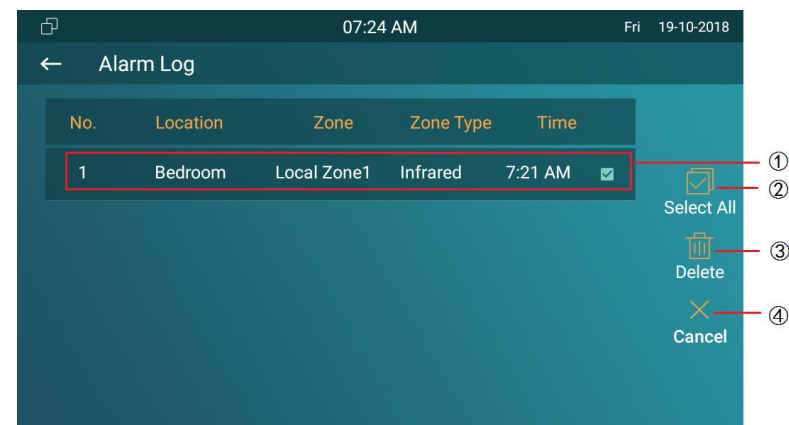 07:24 AM Fri 19-10-2018
Alarm Log
No. Location Zone Zone Type Time
1 Bedroom Local Zone1 Infrared 7:21 AM
①
②
Select All
③
Delete
④
Cancel